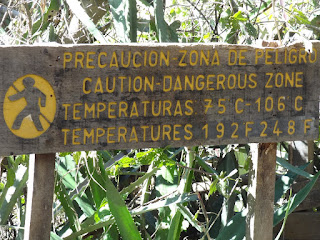 PRECAUCION ZONA DE PELIGRO
CAUTION-DANGEROUS ZONE
TEMPERATURAS 75 C-106 C
TEMPERATURES 192 F 248 F